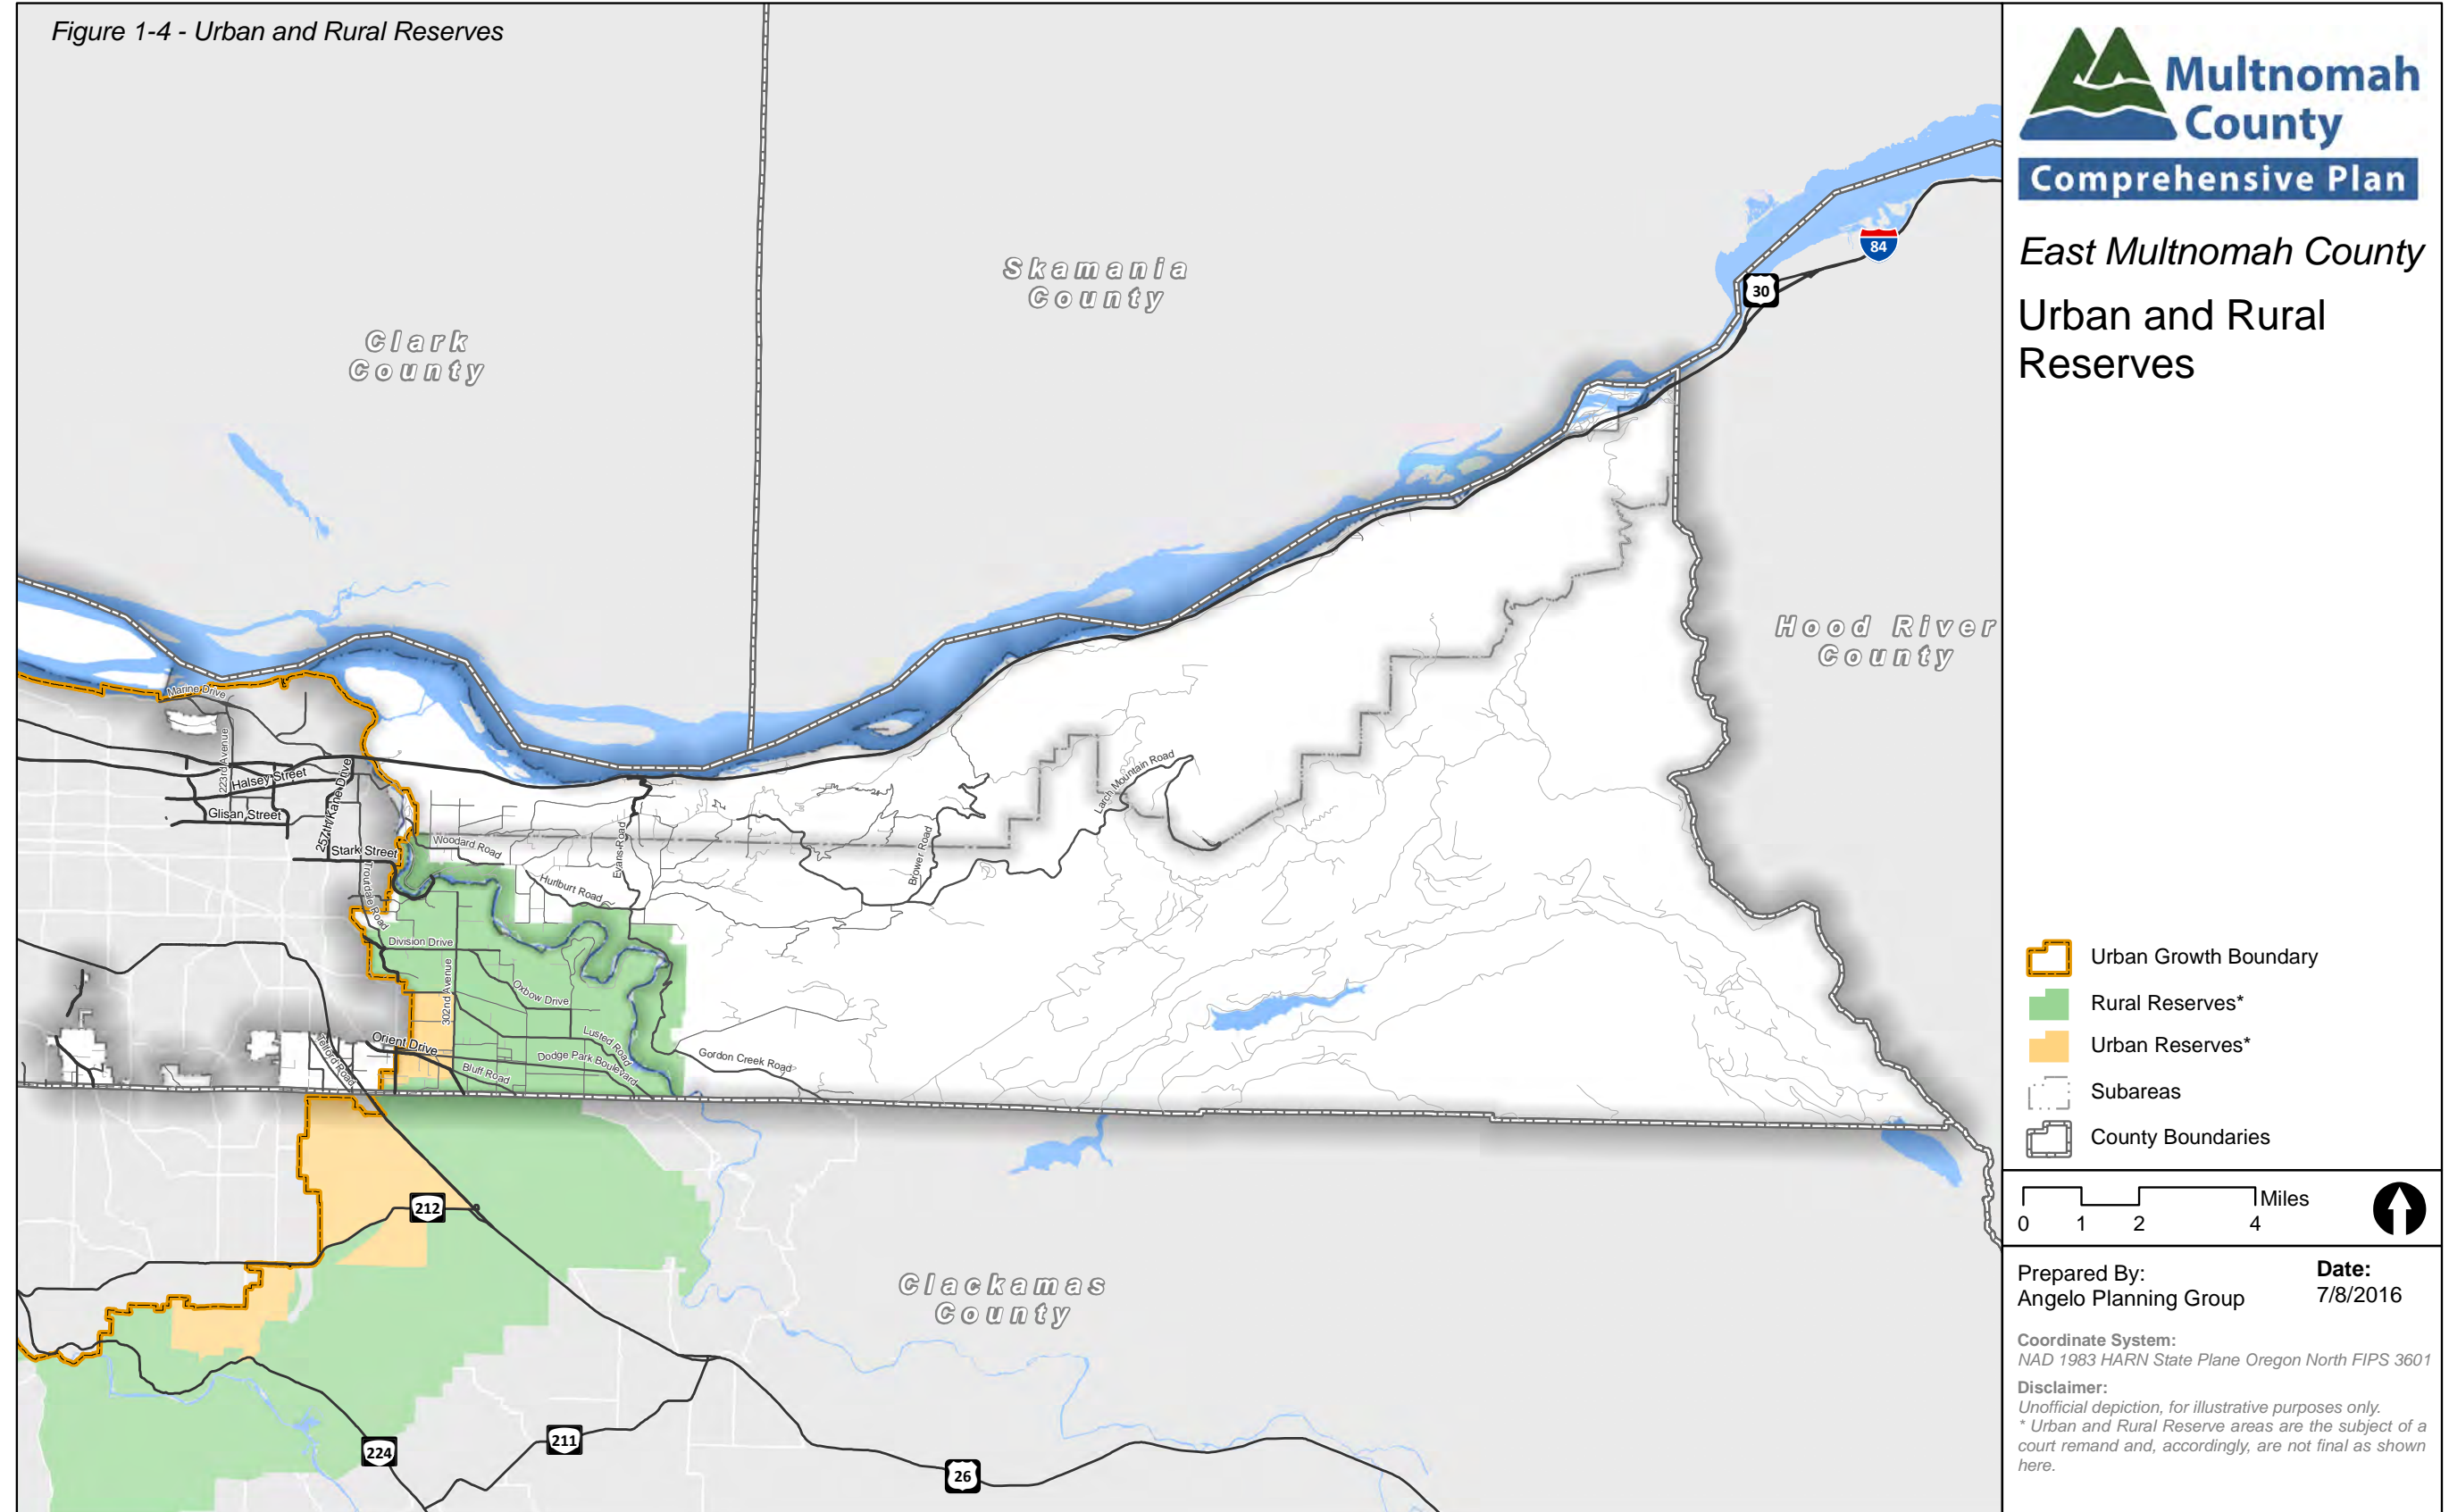 Figure 1-4 - Urban and Rural Reserves
Multnomah
County
Comprehensive Plan
East Multnomah County
Urban and Rural
Reserves
Skamania
County
Clark
County
84
30
Hood River
County
Marine Drive
223rd Avenue
Halsey Street
257th/Kane Drive
Glisan Street
Stark Street
Troutdale Road
Woodard Road
Evans Road
Hurlburt Road
Brower Road
Larch Mountain Road
Division Drive
302nd Avenue
Oxbow Drive
Orient Drive
Telford Road
Lusted Road
Dodge Park Boulevard
Bluff Road
Gordon Creek Road
212
Clackamas
County
224
211
26
Urban Growth Boundary
Rural Reserves*
Urban Reserves*
Subareas
County Boundaries
Miles
0 1 2 4
Prepared By:
Angelo Planning Group
Date:
7/8/2016
Coordinate System:
NAD 1983 HARN State Plane Oregon North FIPS 3601
Disclaimer:
Unofficial depiction, for illustrative purposes only.
* Urban and Rural Reserve areas are the subject of a
court remand and, accordingly, are not final as shown
here.